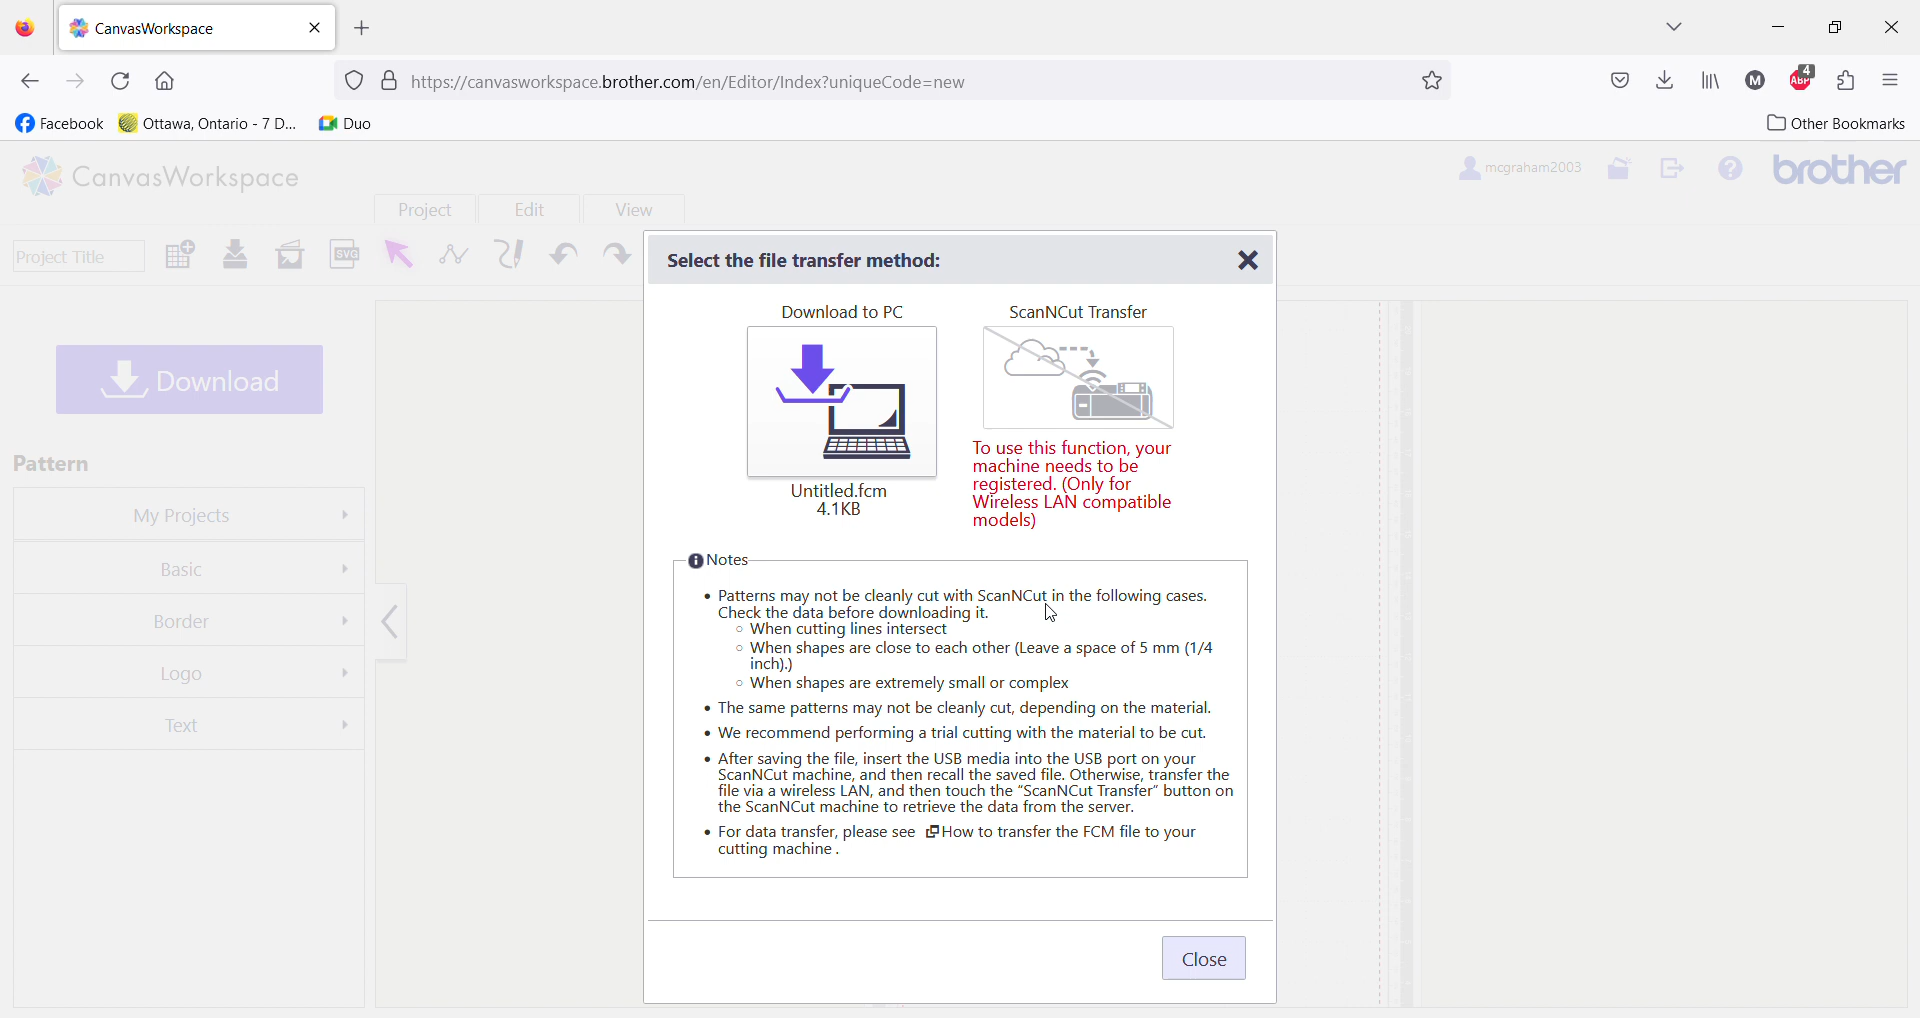 CanvasWorkspace
https://canvasworkspace.brother.com/en/Editor/Index?uniqueCode=new
M
ABP
4
Facebook
Ottawa, Ontario - 7 D...
Duo
Other Bookmarks
CanvasWorkspace
mcgraham2003
?
brother
Project
Edit
View
Project Title
SVG
Select the file transfer method:
Download to PC
ScanNCut Transfer
Download
Untitled.fcm
4.1KB
To use this function, your
machine needs to be
registered. (Only for
Wireless LAN compatible
models)
Pattern
My Projects
Basic
Border
Logo
Text
Notes
• Patterns may not be cleanly cut with ScanNCut in the following cases.
Check the data before downloading it.
○ When cutting lines intersect
○ When shapes are close to each other (Leave a space of 5 mm (1/4
inch).)
○ When shapes are extremely small or complex
• The same patterns may not be cleanly cut, depending on the material.
• We recommend performing a trial cutting with the material to be cut.
• After saving the file, insert the USB media into the USB port on your
ScanNCut machine, and then recall the saved file. Otherwise, transfer the
file via a wireless LAN, and then touch the “ScanNCut Transfer” button on
the ScanNCut machine to retrieve the data from the server.
• For data transfer, please see How to transfer the FCM file to your
cutting machine .
Close